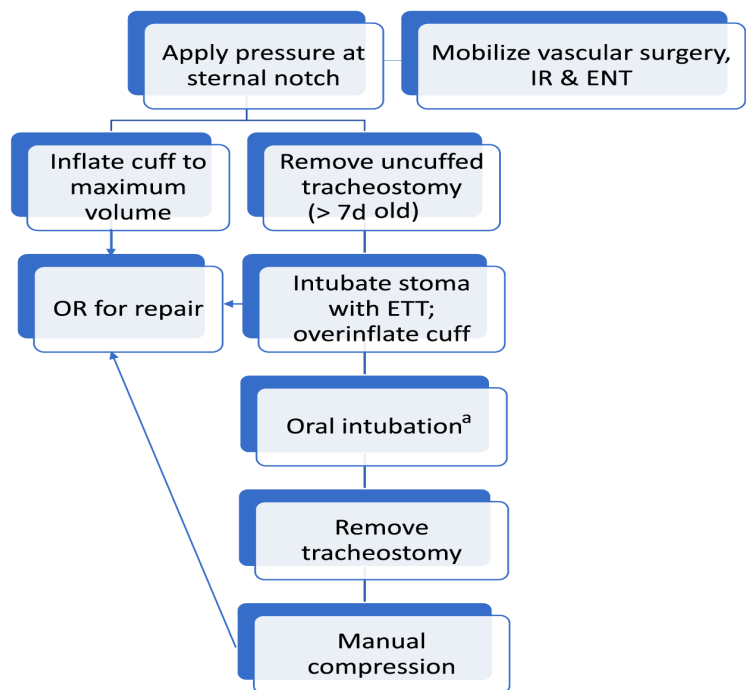 Apply pressure at
sternal notch
Mobilize vascular surgery,
IR & ENT
Inflate cuff to
maximum
volume
Remove uncuffed
tracheostomy
(> 7d old)
OR for repair
Intubate stoma
with ETT;
overinflate cuff
Oral intubationᵃ
Remove
tracheostomy
Manual
compression